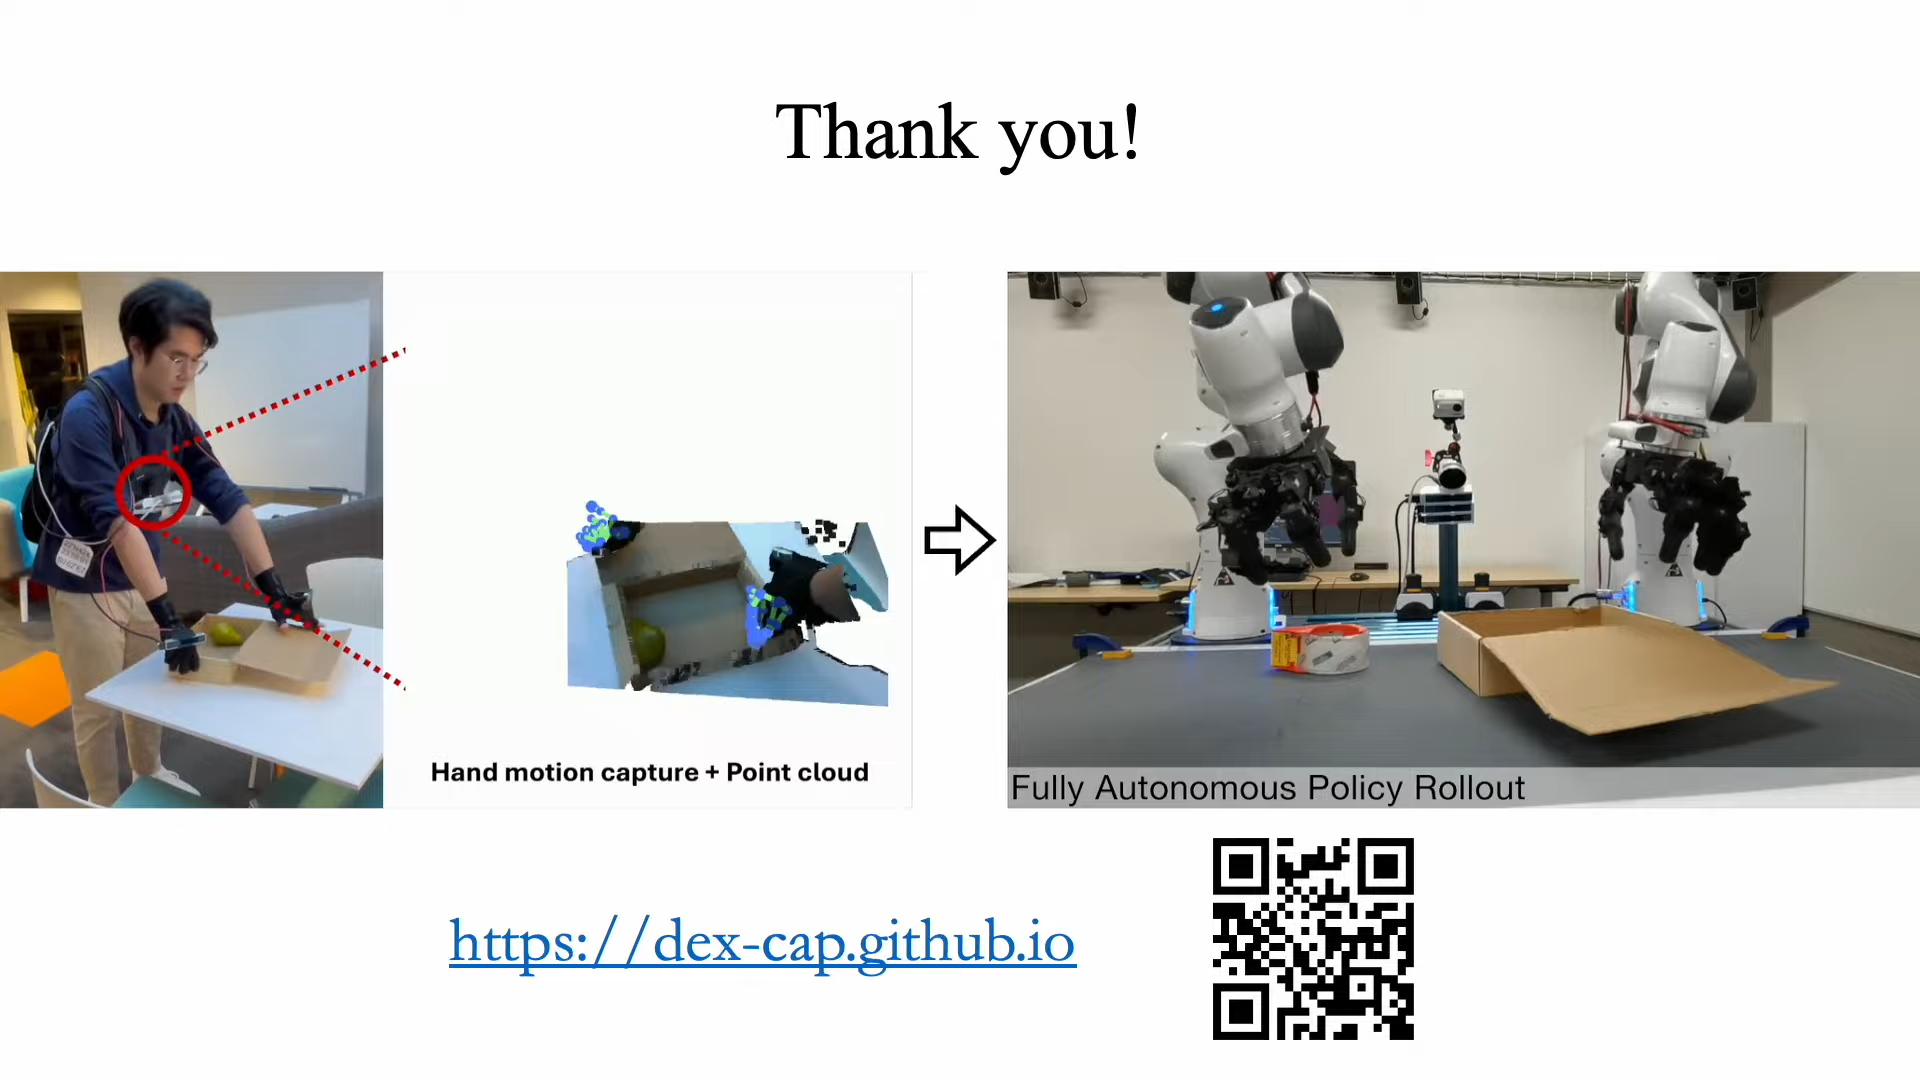 Thank you!
Hand motion capture + Point cloud
Fully Autonomous Policy Rollout
https://dex-cap.github.io